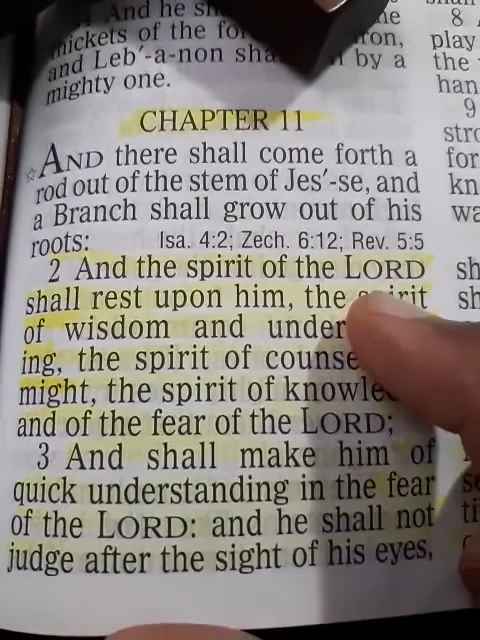 And he
thickets of the
and Leb′-a-non by a
mighty one.
CHAPTER 11
☆AND there shall come forth a
rod out of the stem of Jes′-se, and
a Branch shall grow out of his
roots: Isa. 4:2; Zech. 6:12; Rev. 5:5
2 And the spirit of the LORD
shall rest upon him, the spirit
of wisdom and under
ing, the spirit of counse
might, the spirit of knowle
and of the fear of the LORD;
3 And shall make him of
quick understanding in the fear
of the LORD: and he shall not
judge after the sight of his eyes,
8
play
the
han
9
stro
for
kn
wa
sh
sh